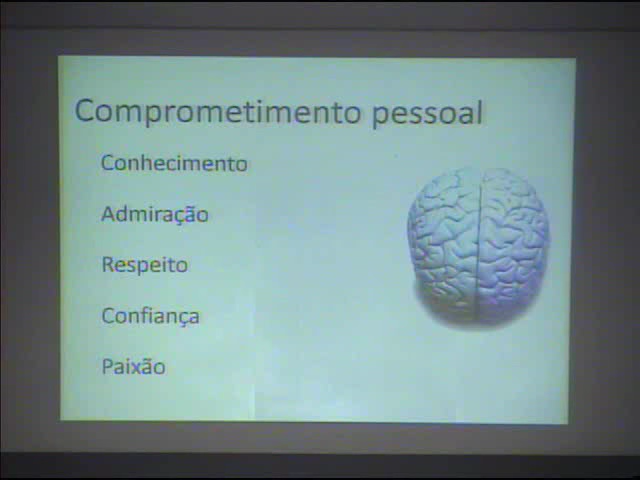 Comprometimento pessoal
Conhecimento
Admiração
Respeito
Confiança
Paixão